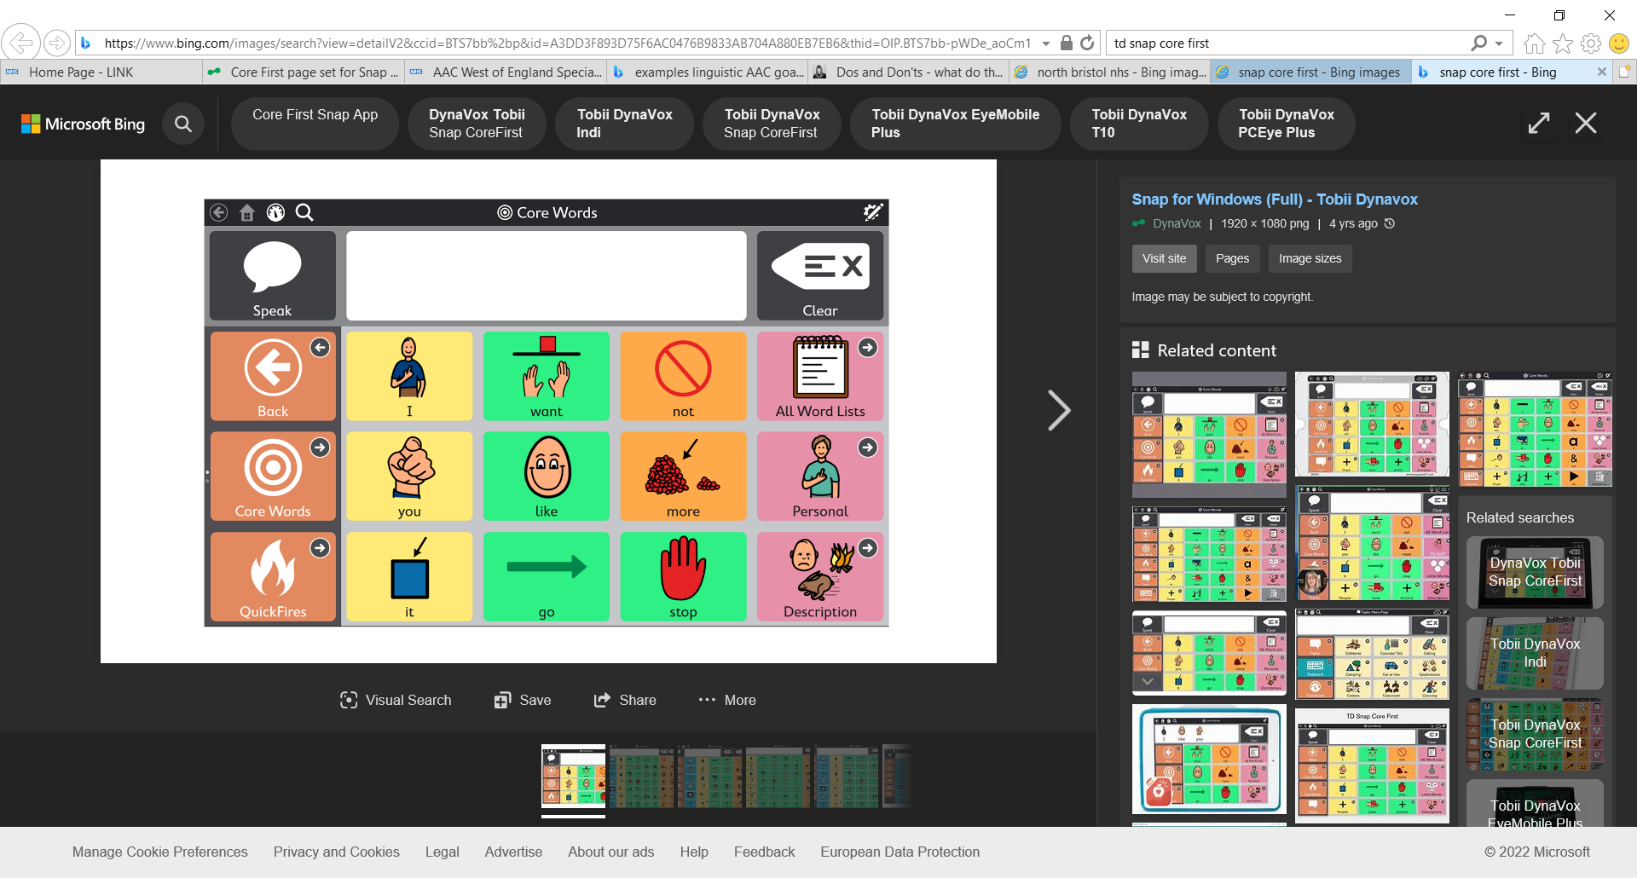 https://www.bing.com/images/search?view=detailV2&ccid=BTS7bb%2bp&id=A3DD3F893D75F6AC0476B9833AB704A880EB7EB6&thid=OIP.BTS7bb-pWDe_aoCm1
td snap core first
Home Page - LINK
Core First page set for Snap ...
AAC West of England Specia...
examples linguistic AAC goa...
Dos and Don'ts - what do th...
north bristol nhs - Bing imag...
snap core first - Bing images
snap core first - Bing
Microsoft Bing
Core First Snap App
DynaVox Tobii
Snap CoreFirst
Tobii DynaVox
Indi
Tobii DynaVox
Snap CoreFirst
Tobii DynaVox EyeMobile
Plus
Tobii DynaVox
T10
Tobii DynaVox
PCEye Plus
Core Words
Speak
X
Clear
Back
I
want
not
All Word Lists
Core Words
you
like
more
Personal
QuickFires
it
go
stop
Description
Visual Search
Save
Share
More
Snap for Windows (Full) - Tobii Dynavox
DynaVox | 1920 × 1080 png | 4 yrs ago
Visit site
Pages
Image sizes
Image may be subject to copyright.
Related content
TD Snap Core First
Related searches
DynaVox Tobii
Snap CoreFirst
Tobii DynaVox
Indi
Tobii DynaVox
Snap CoreFirst
Tobii DynaVox
EyeMobile Plus
Manage Cookie Preferences
Privacy and Cookies
Legal
Advertise
About our ads
Help
Feedback
European Data Protection
© 2022 Microsoft